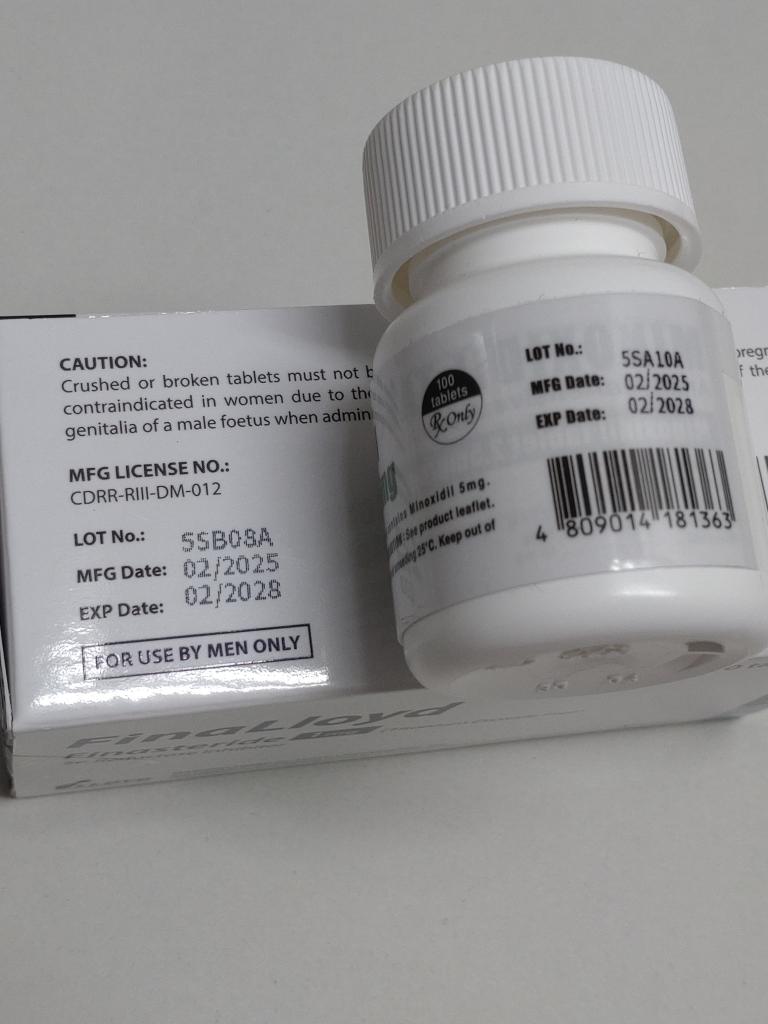 CAUTION:
Crushed or broken tablets must not b
contraindicated in women due to the
genitalia of a male foetus when admin
MFG LICENSE NO.:
CDRR-RIII-DM-012
LOT No.: 5SB08A
MFG Date: 02/2025
EXP Date: 02/2028
FOR USE BY MEN ONLY
FinaLloyd
Finasteride 1mg
100
tablets
Rx Only
LOT No.: 5SA10A
MFG Date: 02/2025
EXP Date: 02/2028
mg
Minoxidil 5mg.
See product leaflet.
25°C. Keep out of
4 809014 181363